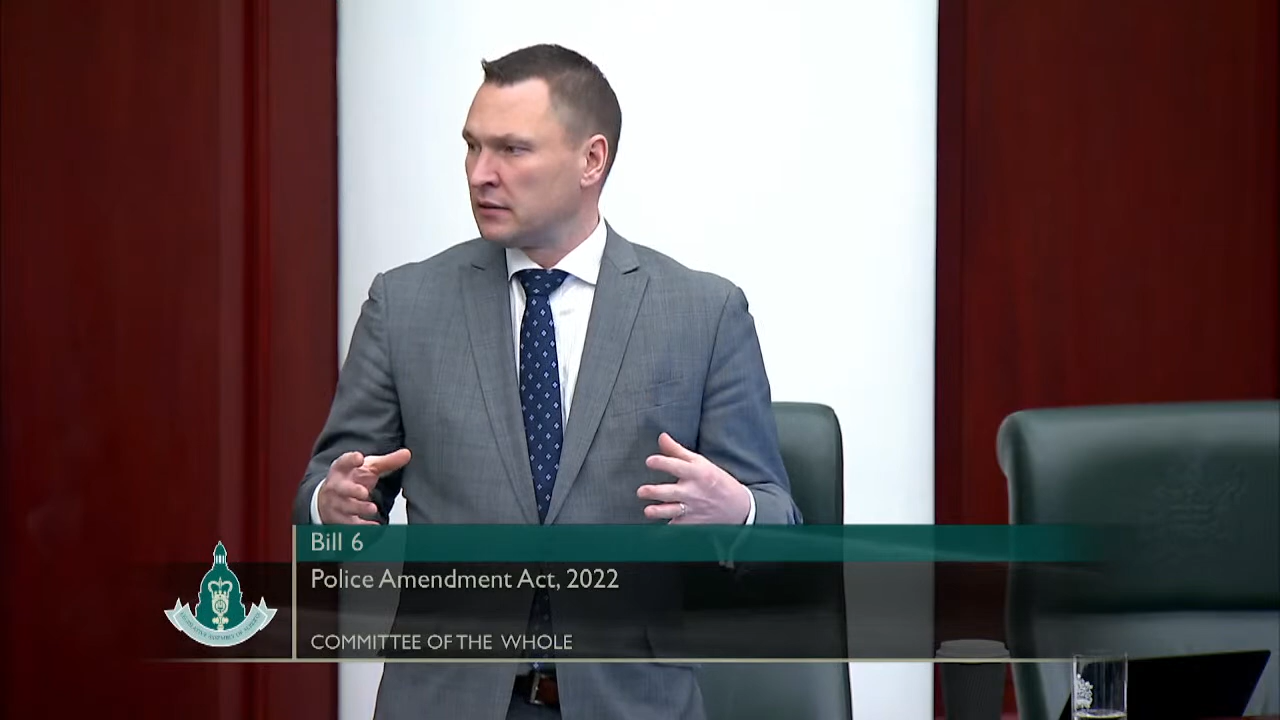 Bill 6
Police Amendment Act, 2022
COMMITTEE OF THE WHOLE